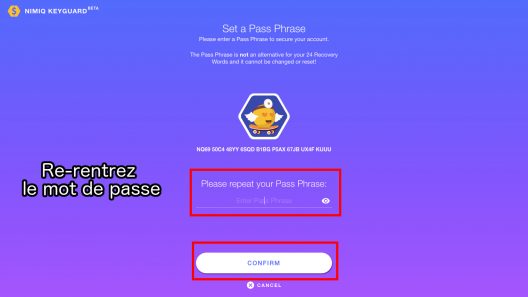 NIMIQ KEYGUARD BETA
Set a Pass Phrase
Please enter a Pass Phrase to secure your account.
The Pass Phrase is not an alternative for your 24 Recovery
Words and it cannot be changed or reset!
NQ69 50C4 48YY 65QD B1BG P5AX 67JB UX4F KUUU
Re-rentrez
le mot de passe
Please repeat your Pass Phrase:
Enter Pass Phrase
CONFIRM
CANCEL